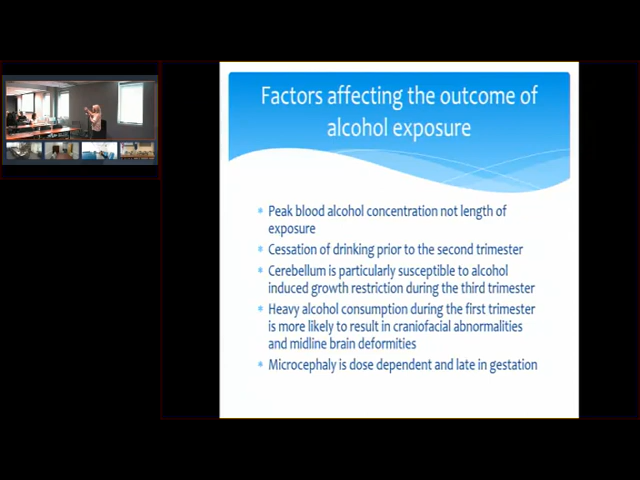 Factors affecting the outcome of
alcohol exposure
Peak blood alcohol concentration not length of
exposure
Cessation of drinking prior to the second trimester
Cerebellum is particularly susceptible to alcohol
induced growth restriction during the third trimester
Heavy alcohol consumption during the first trimester
is more likely to result in craniofacial abnormalities
and midline brain deformities
Microcephaly is dose dependent and late in gestation